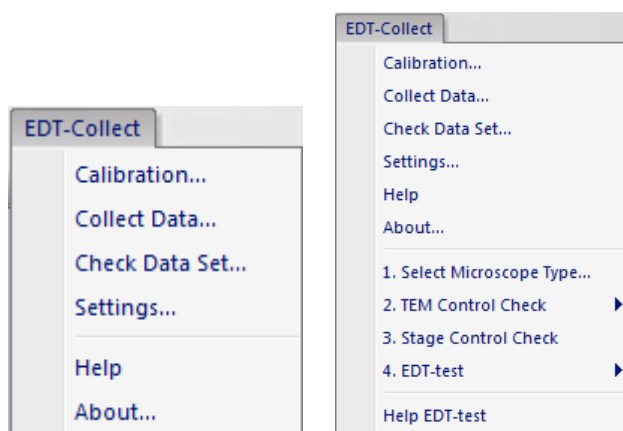 EDT-Collect
Calibration...
Collect Data...
Check Data Set...
Settings...
Help
About...
EDT-Collect
Calibration...
Collect Data...
Check Data Set...
Settings...
Help
About...
1. Select Microscope Type...
2. TEM Control Check
3. Stage Control Check
4. EDT-test
Help EDT-test